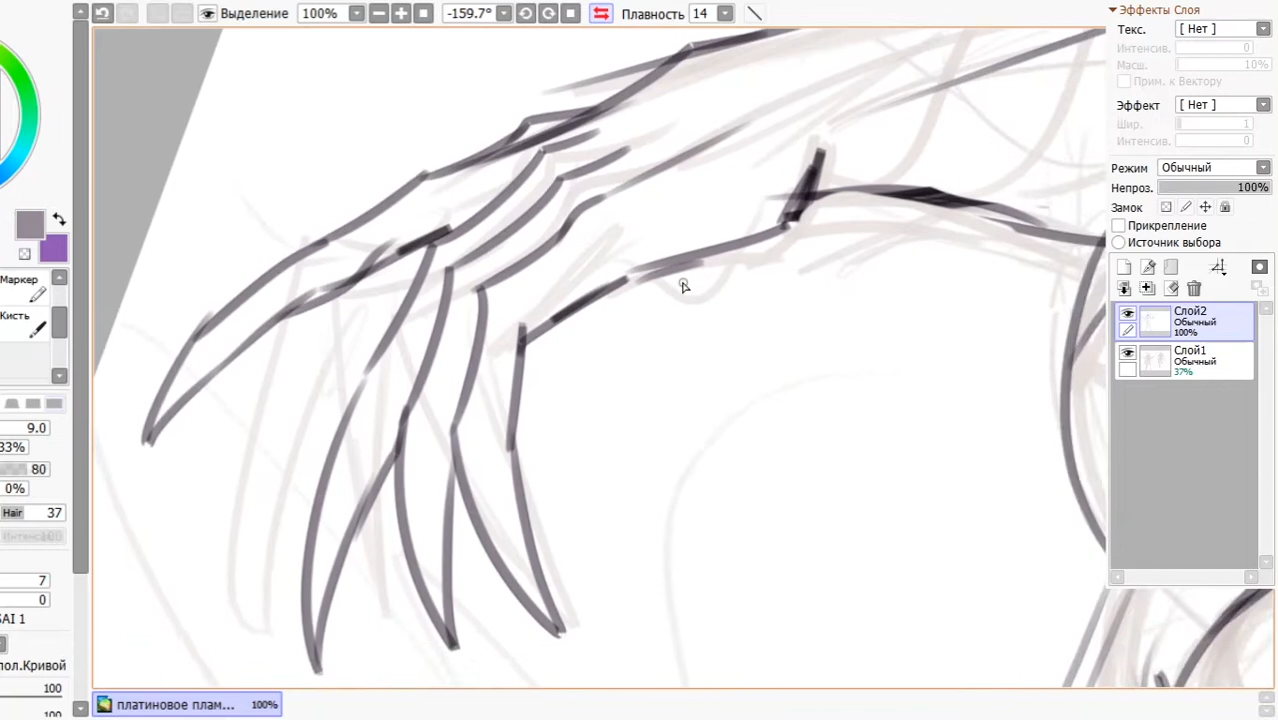 Выделение 100% -159.7° Плавность 14
Эффекты Слоя
Текс. [ Нет ]
Интенсив. 0
Масш. 10%
Прим. к Вектору
Эффект [ Нет ]
Шир. 1
Интенсив. 0
Режим Обычный
Непроз. 100%
Замок
Прикрепление
Источник выбора
Слой2
Обычный
100%
Слой1
Обычный
37%
Маркер
Кисть
9.0
33%
80
0%
Hair 37
7
0
SAI 1
пол.Кривой
100
100
платиновое плам... 100%